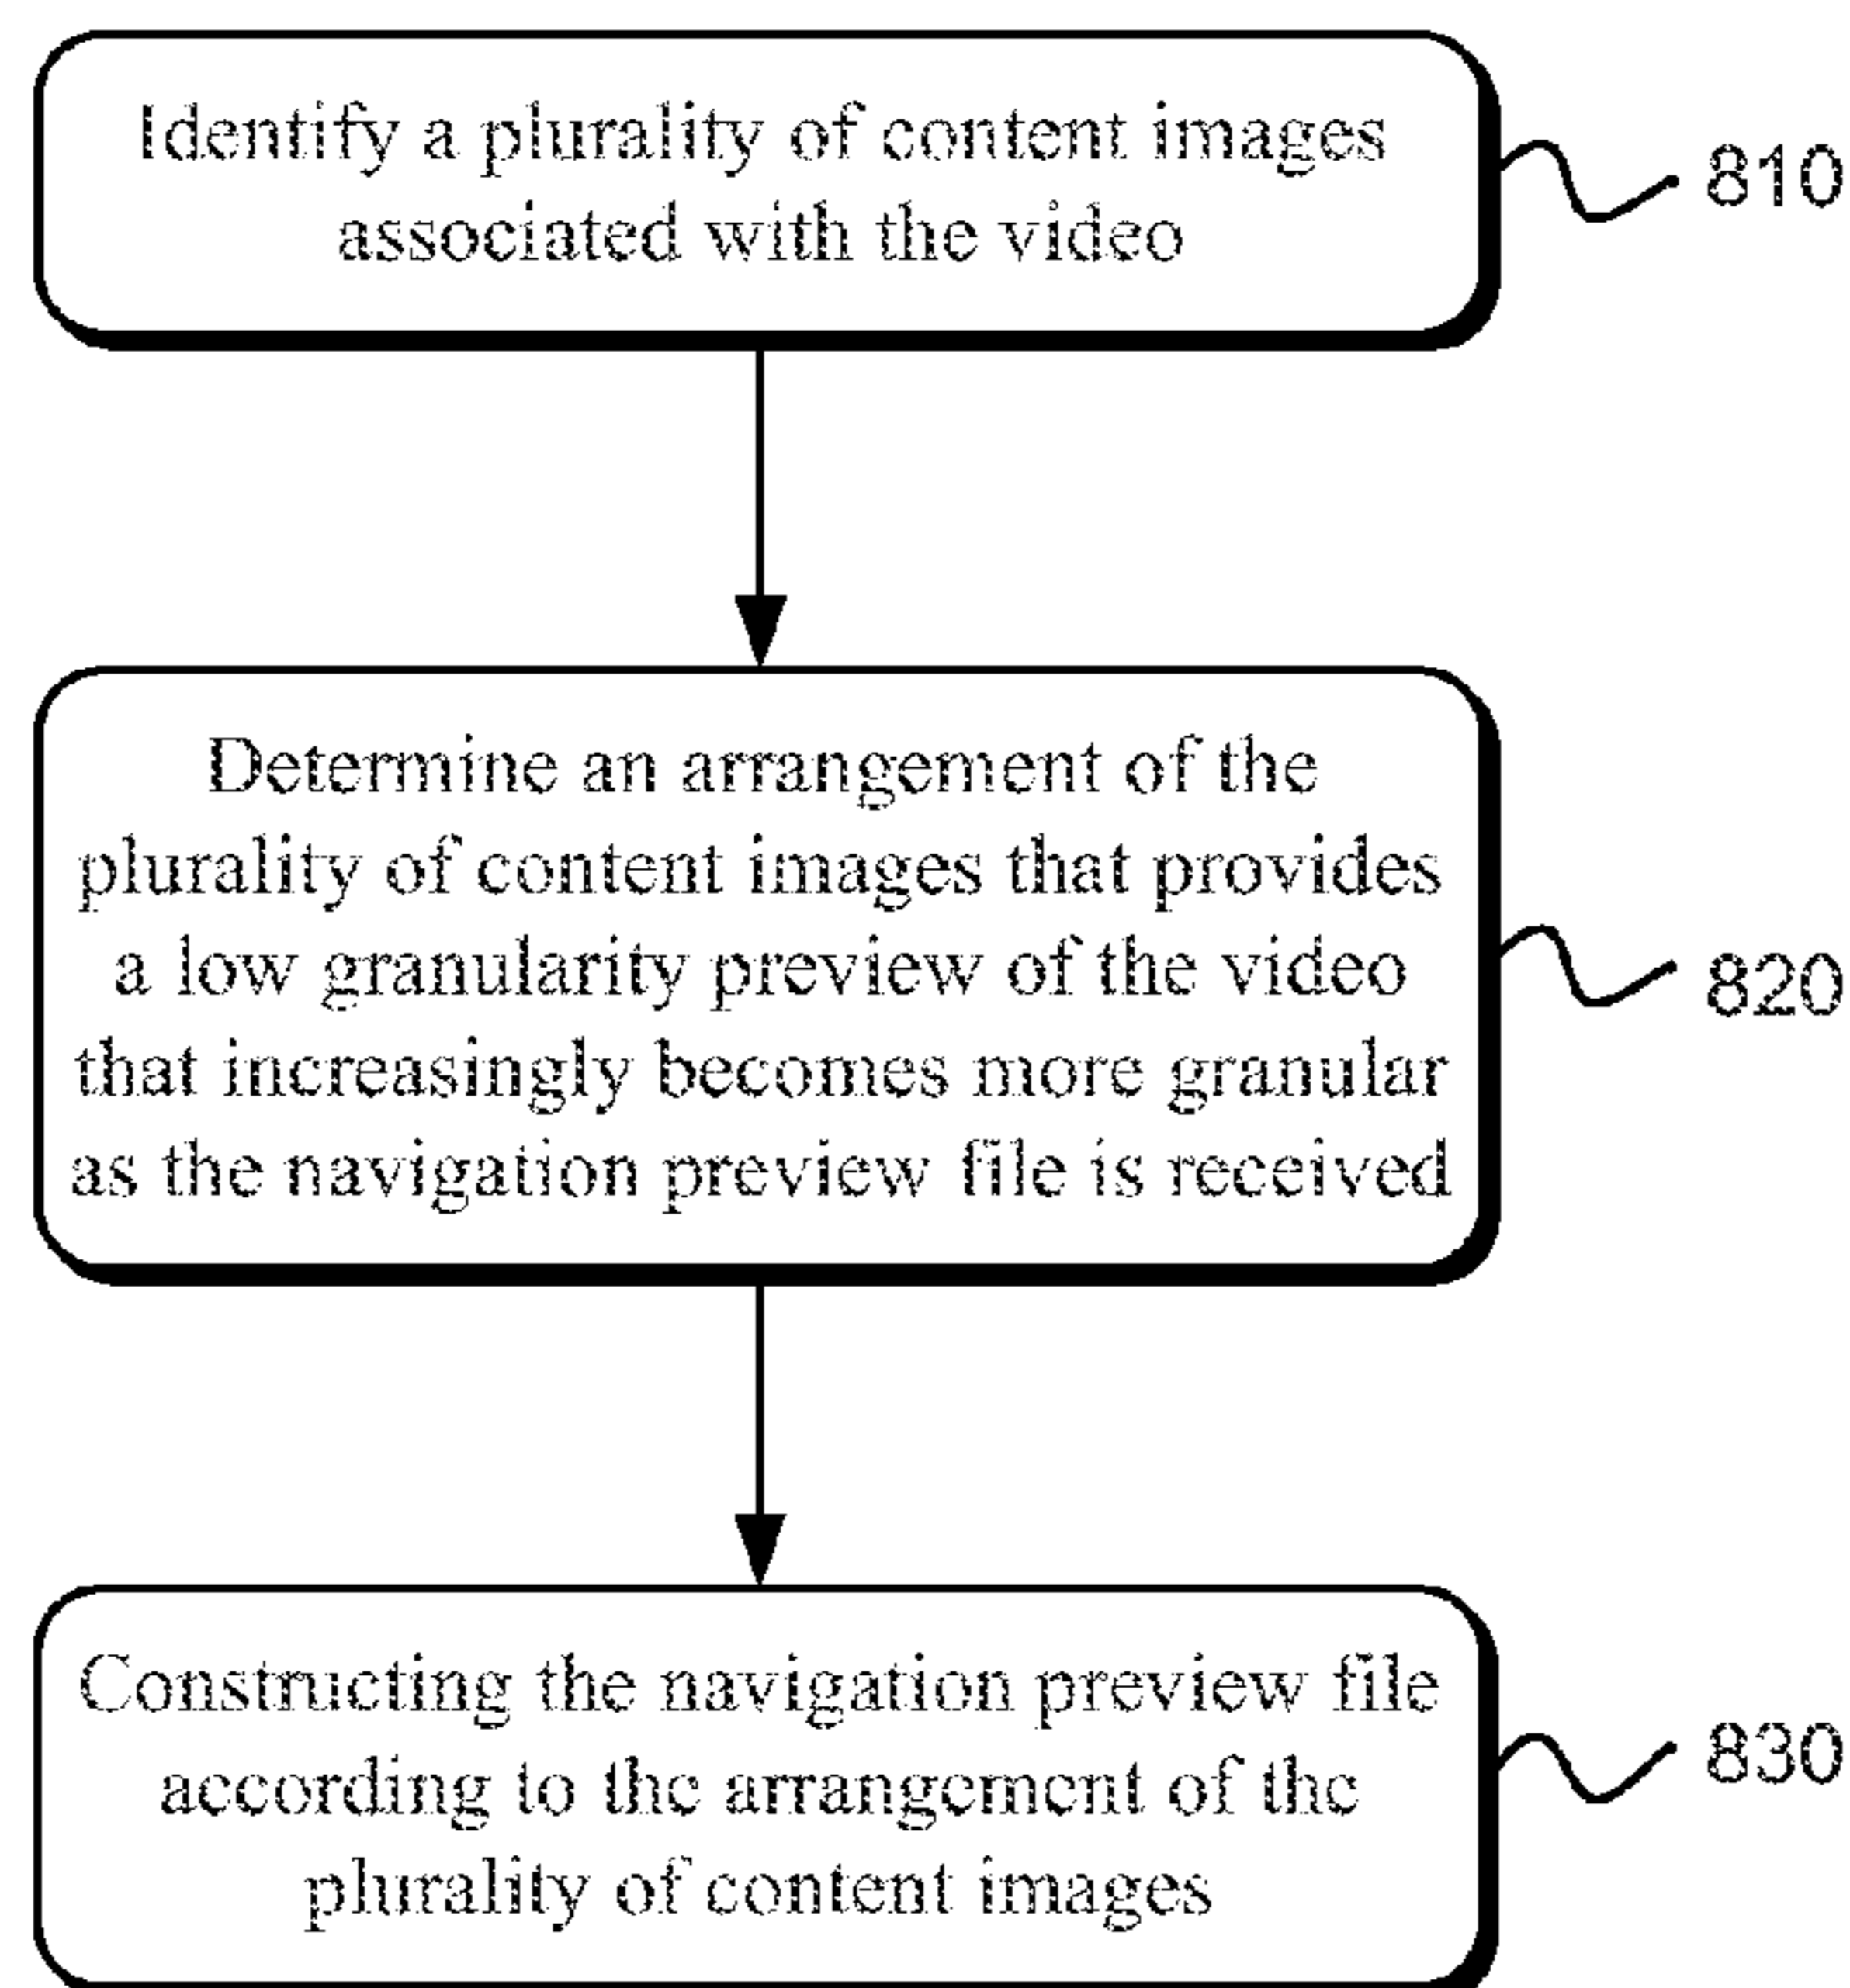 Identify a plurality of content images
associated with the video
810
Determine an arrangement of the
plurality of content images that provides
a low granularity preview of the video
that increasingly becomes more granular
as the navigation preview file is received
820
Constructing the navigation preview file
according to the arrangement of the
plurality of content images
830